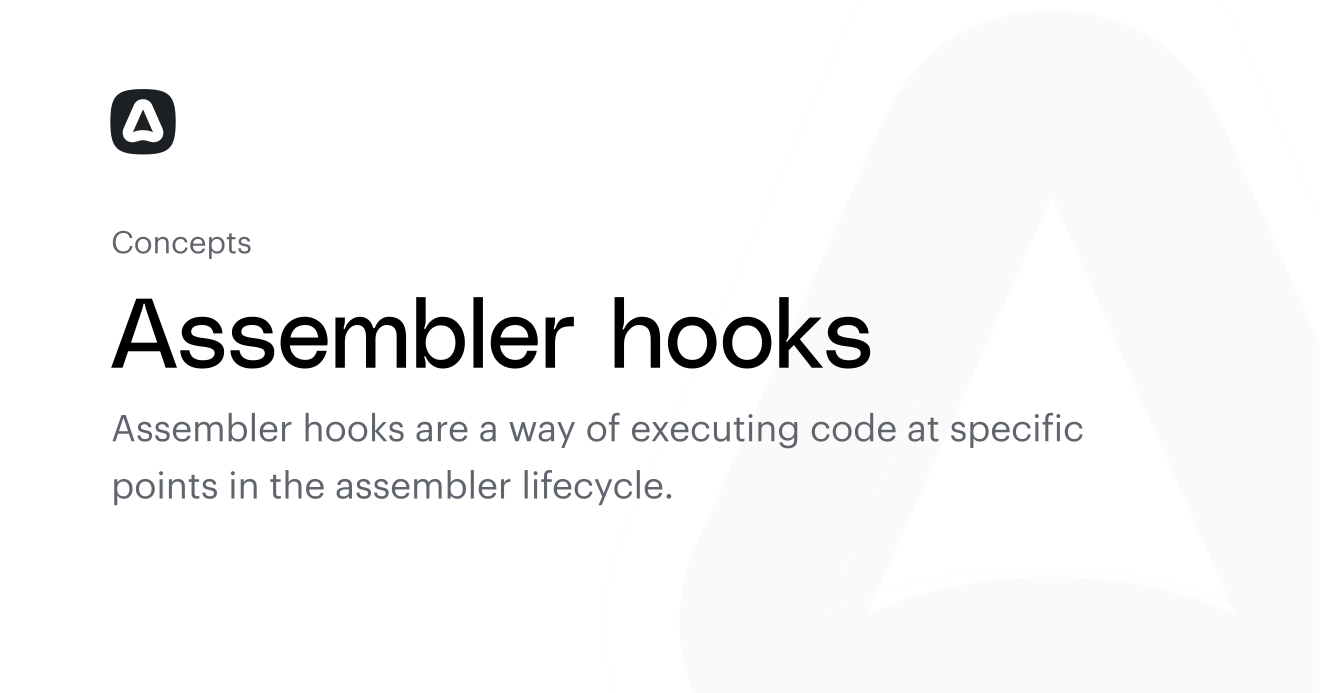 Concepts
Assembler hooks
Assembler hooks are a way of executing code at specific
points in the assembler lifecycle.